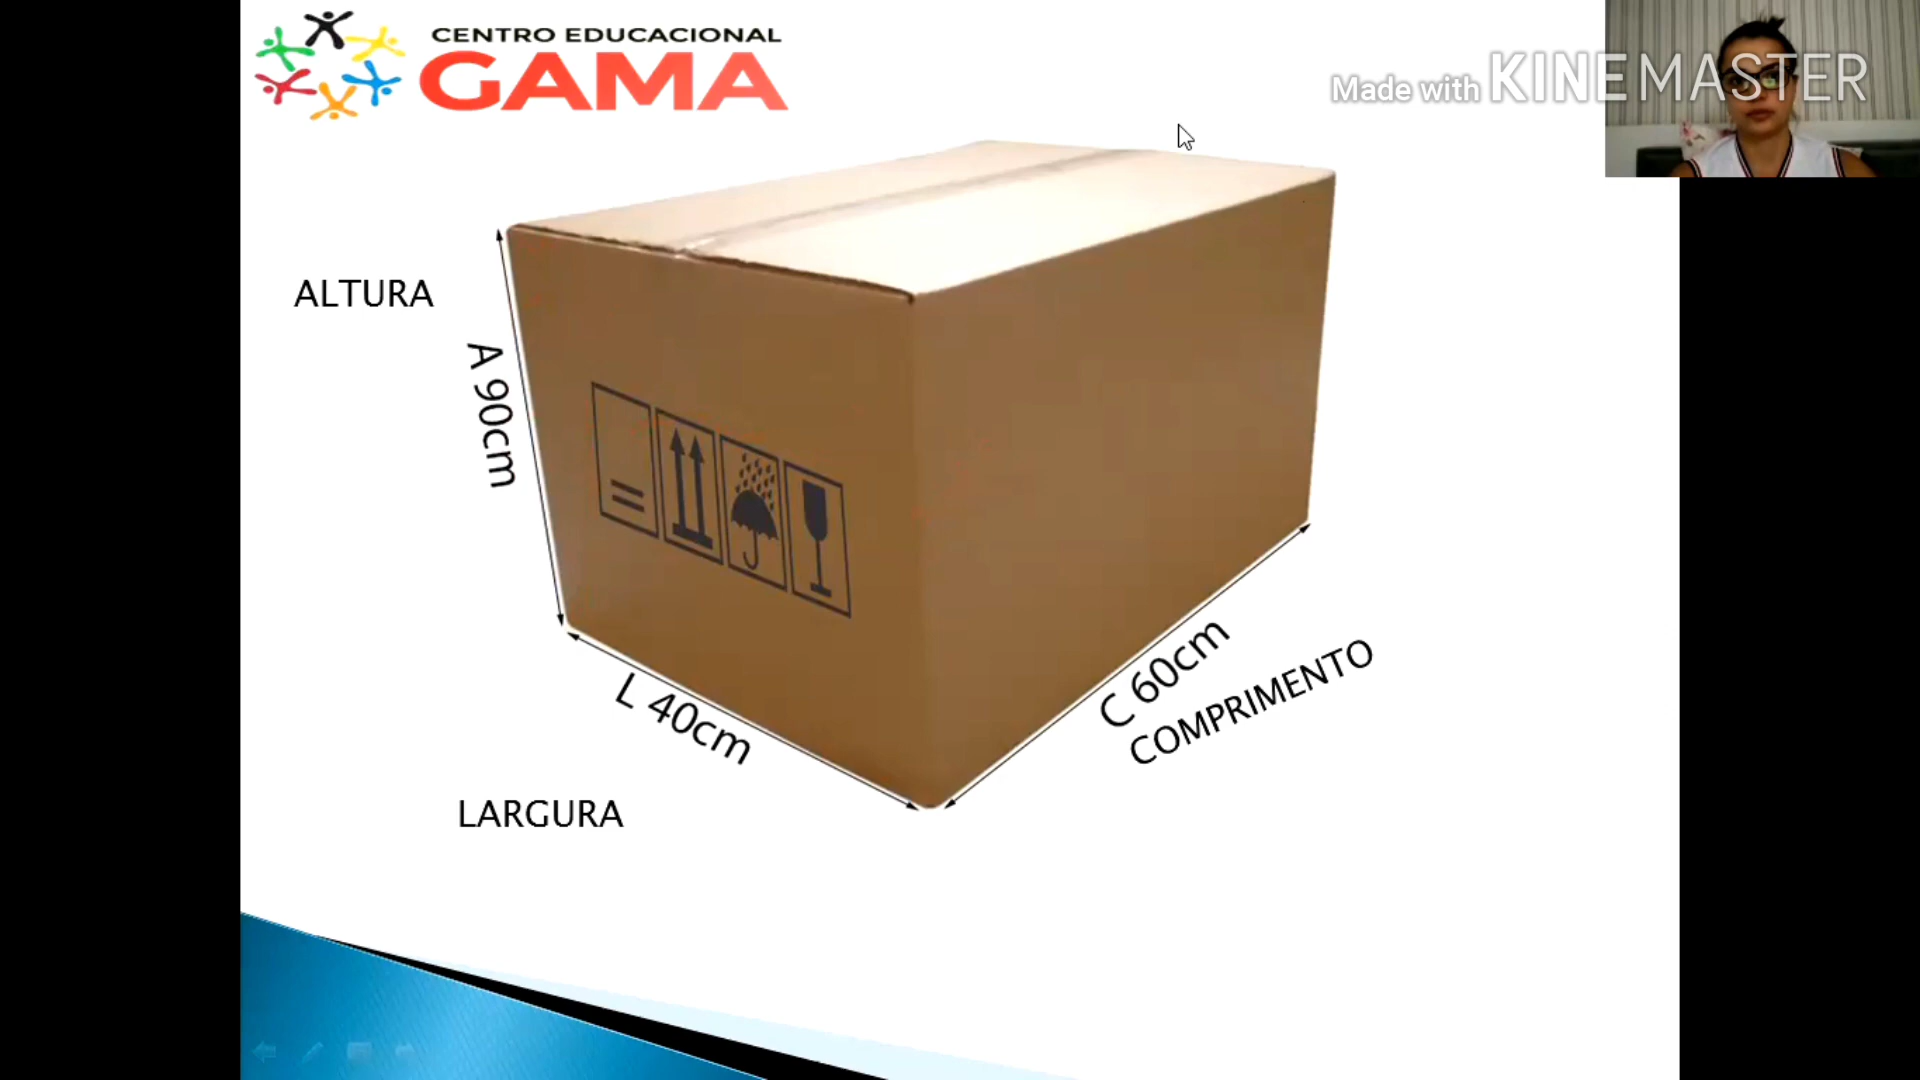 CENTRO EDUCACIONAL
GAMA
Made with KINEMASTER
ALTURA
A 90cm
L 40cm
C 60cm
COMPRIMENTO
LARGURA